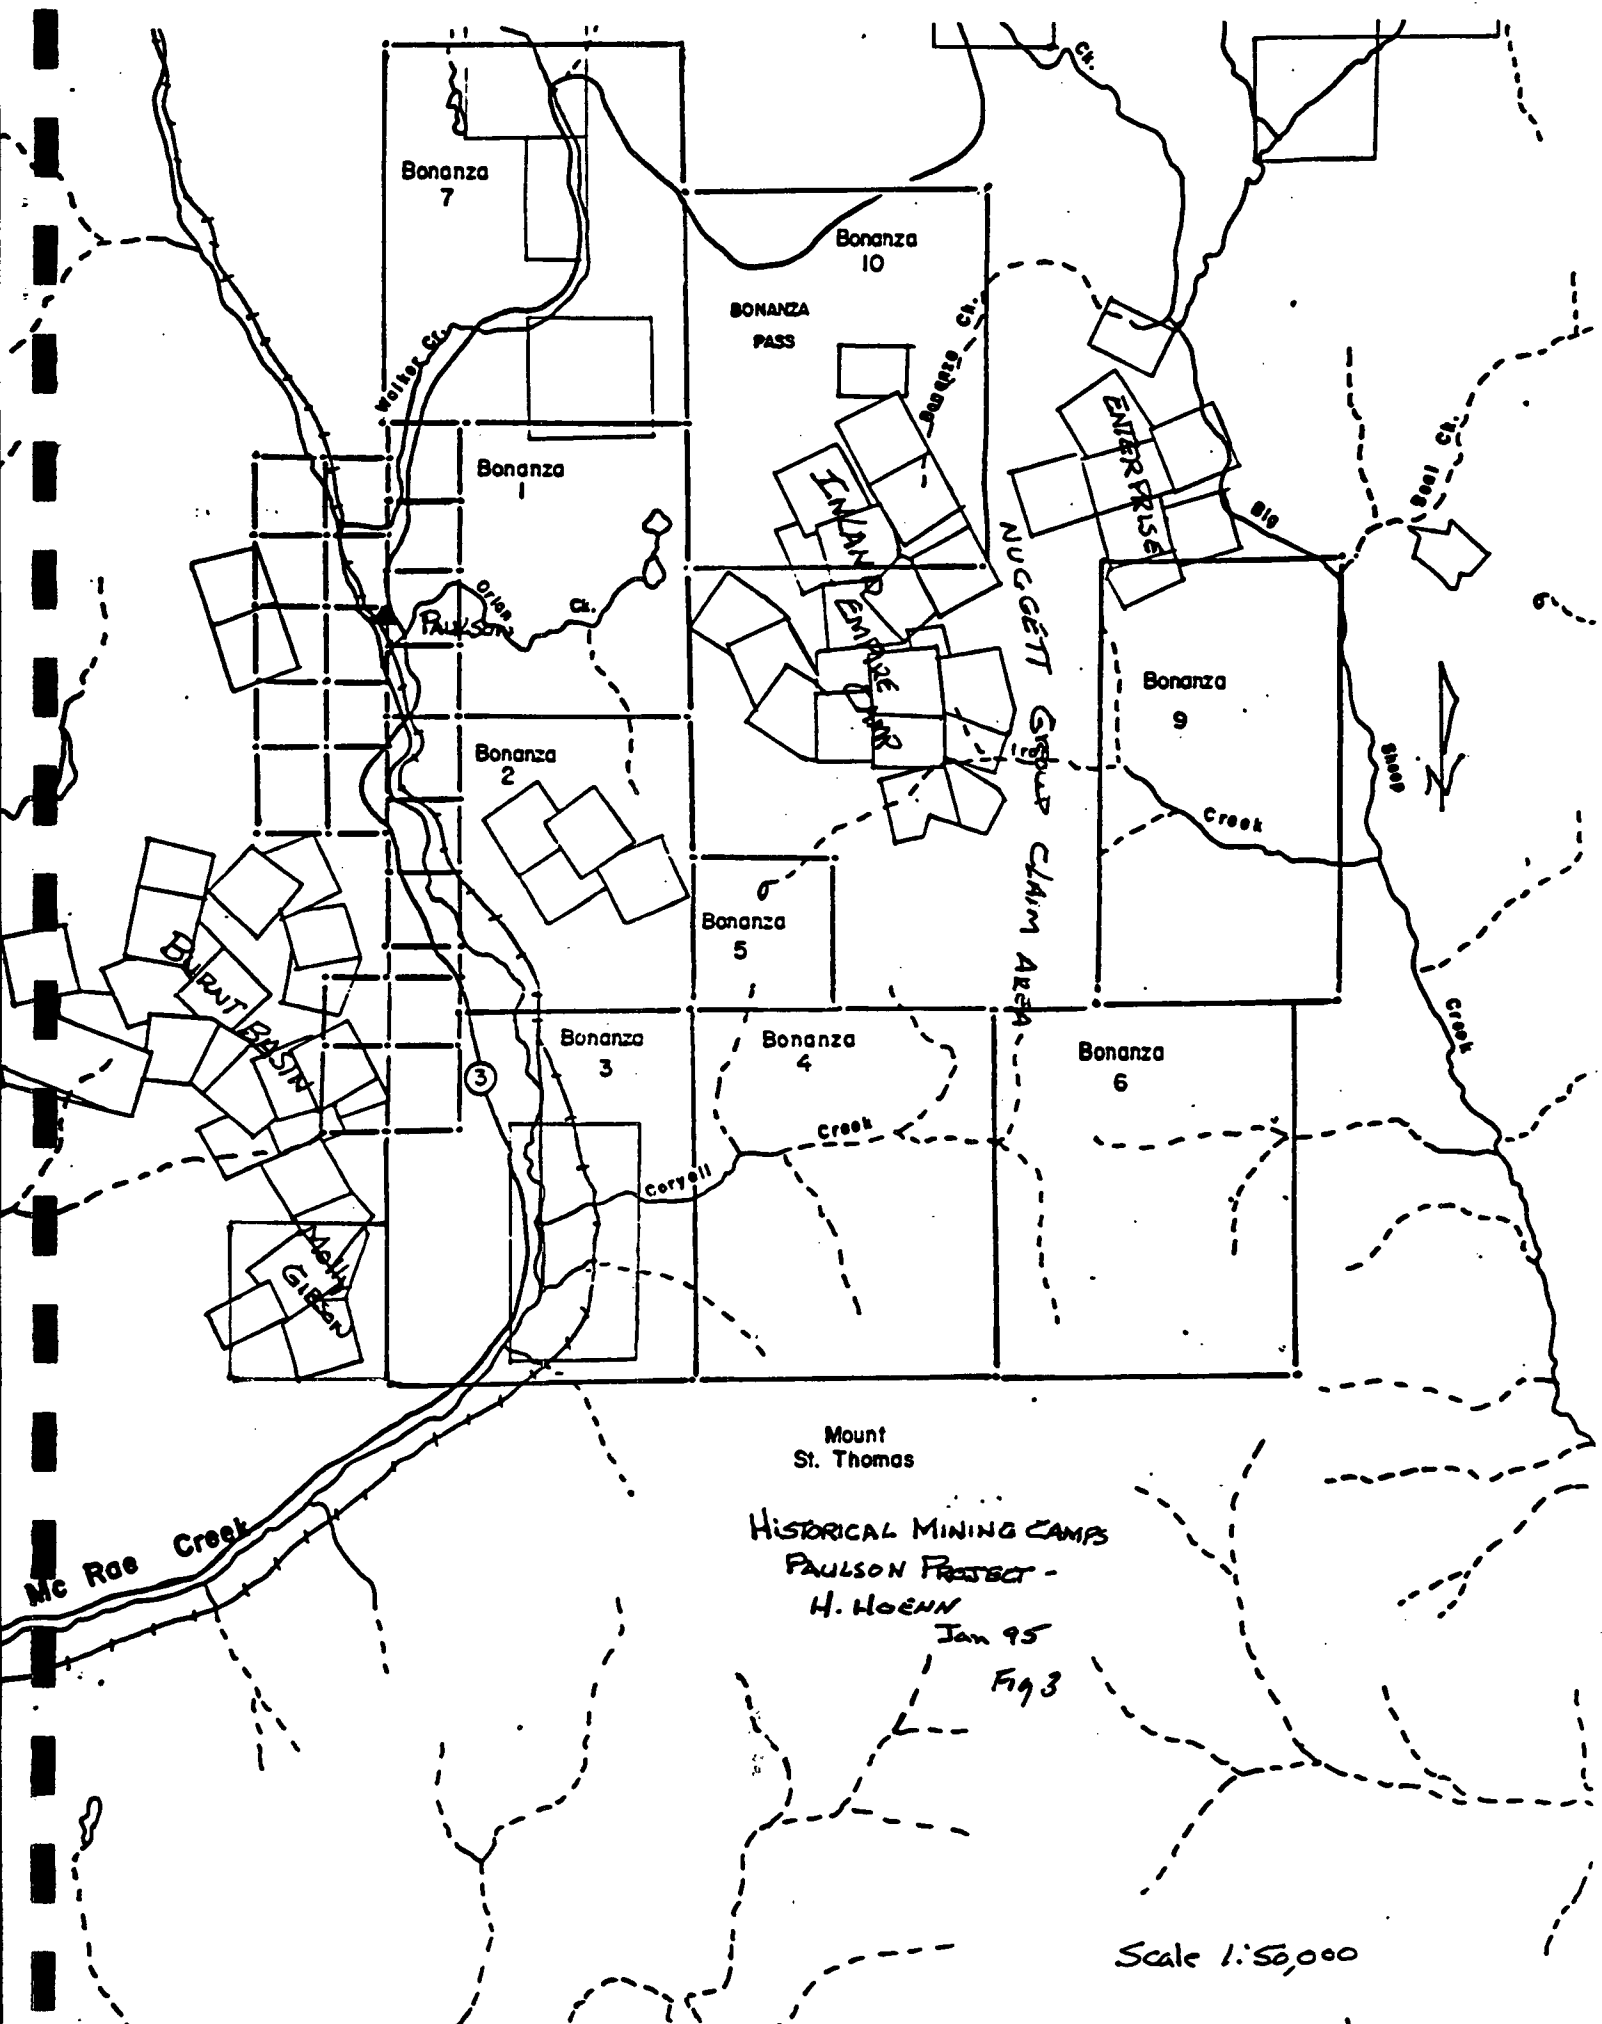 Ck.
Bonanza
7
Bonanza
10
BONANZA
PASS
Bonanza Ck.
Walker Cr.
ENTERPRISE
Bonanza
1
INLAND
EMPIRE
Big
Seal Ck.
Orion
Ck.
PAULSON
NUGGETT GROUP CLAIM AREA
Bonanza
9
Sheep
Bonanza
2
Creek
Bonanza
5
BURNT BASIN
Creek
Bonanza
3
Bonanza
4
Bonanza
6
3
Coryell
Creek
MOLLY
GIBSON
Mount
St. Thomas
HISTORICAL MINING CAMPS
PAULSON PROJECT -
H. HOENN
Jan 95
Fig 3
Mc Rae Creek
Scale 1:50,000